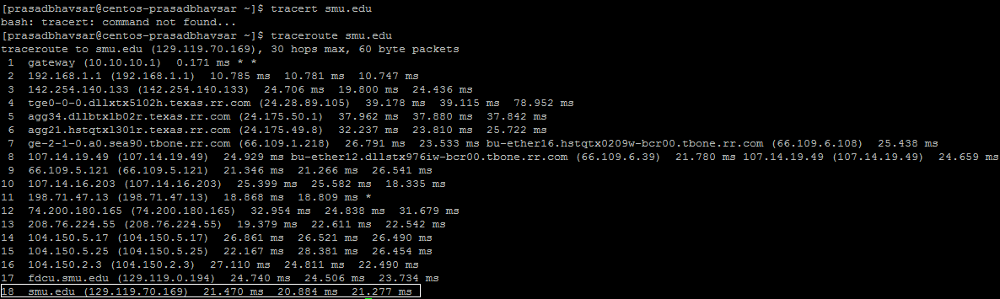 [prasadbhavsar@centos-prasadbhavsar ~]$ tracert smu.edu
bash: tracert: command not found...
[prasadbhavsar@centos-prasadbhavsar ~]$ traceroute smu.edu
traceroute to smu.edu (129.119.70.169), 30 hops max, 60 byte packets
 1  gateway (10.10.10.1)  0.171 ms * *
 2  192.168.1.1 (192.168.1.1)  10.785 ms  10.781 ms  10.747 ms
 3  142.254.140.133 (142.254.140.133)  24.706 ms  19.800 ms  24.436 ms
 4  tge0-0-0.dllxtx5102h.texas.rr.com (24.28.89.105)  39.178 ms  39.115 ms  78.952 ms
 5  agg34.dllbtxlb02r.texas.rr.com (24.175.50.1)  37.962 ms  37.880 ms  37.842 ms
 6  agg21.hstqtxl301r.texas.rr.com (24.175.49.8)  32.237 ms  23.810 ms  25.722 ms
 7  ge-2-1-0.a0.sea90.tbone.rr.com (66.109.1.218)  26.791 ms  23.533 ms bu-ether16.hstqtx0209w-bcr00.tbone.rr.com (66.109.6.108)  25.438 ms
 8  107.14.19.49 (107.14.19.49)  24.929 ms bu-ether12.dllstx976iw-bcr00.tbone.rr.com (66.109.6.39)  21.780 ms 107.14.19.49 (107.14.19.49)  24.659 ms
 9  66.109.5.121 (66.109.5.121)  21.346 ms  21.266 ms  26.541 ms
10  107.14.16.203 (107.14.16.203)  25.399 ms  25.582 ms  18.335 ms
11  198.71.47.13 (198.71.47.13)  18.868 ms  18.809 ms *
12  74.200.180.165 (74.200.180.165)  32.954 ms  24.838 ms  31.679 ms
13  208.76.224.55 (208.76.224.55)  19.379 ms  22.611 ms  22.542 ms
14  104.150.5.17 (104.150.5.17)  26.861 ms  26.521 ms  26.490 ms
15  104.150.5.25 (104.150.5.25)  22.167 ms  28.381 ms  26.454 ms
16  104.150.2.3 (104.150.2.3)  27.110 ms  24.811 ms  22.490 ms
17  fdcu.smu.edu (129.119.0.194)  24.740 ms  24.506 ms  23.734 ms
18  smu.edu (129.119.70.169)  21.470 ms  20.884 ms  21.277 ms